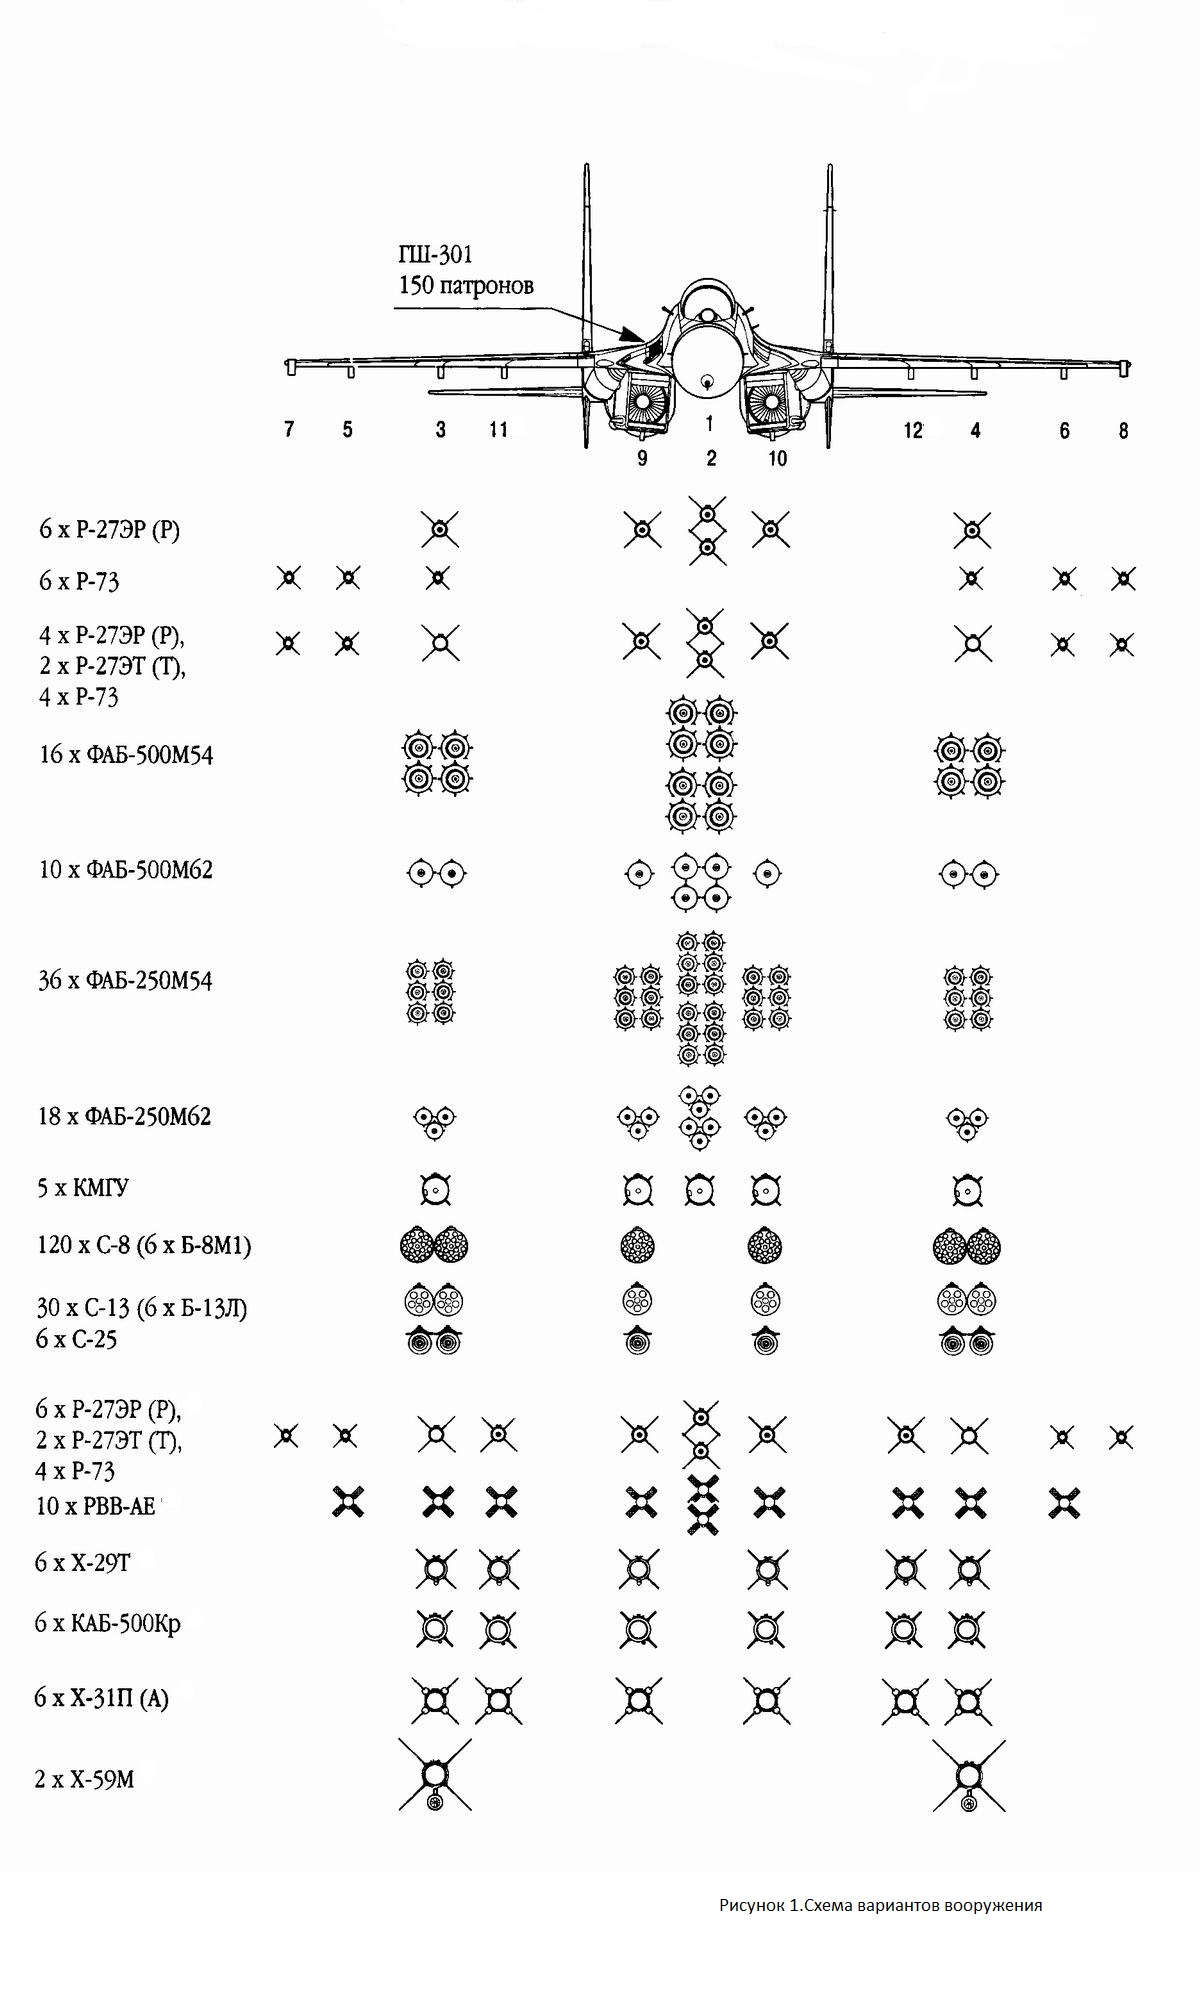 ГШ-301
150 патронов
7 5 3 11 1 12 4 6 8
9 2 10
6 x Р-27ЭР (Р)
6 x Р-73
4 x Р-27ЭР (Р),
2 x Р-27ЭТ (Т),
4 x Р-73
16 x ФАБ-500М54
10 x ФАБ-500М62
36 x ФАБ-250М54
18 x ФАБ-250М62
5 x КМГУ
120 x С-8 (6 x Б-8М1)
30 x С-13 (6 x Б-13Л)
6 x С-25
6 x Р-27ЭР (Р),
2 x Р-27ЭТ (Т),
4 x Р-73
10 x РВВ-АЕ
6 x Х-29Т
6 x КАБ-500Кр
6 x Х-31П (А)
2 x Х-59М
Рисунок 1.Схема вариантов вооружения